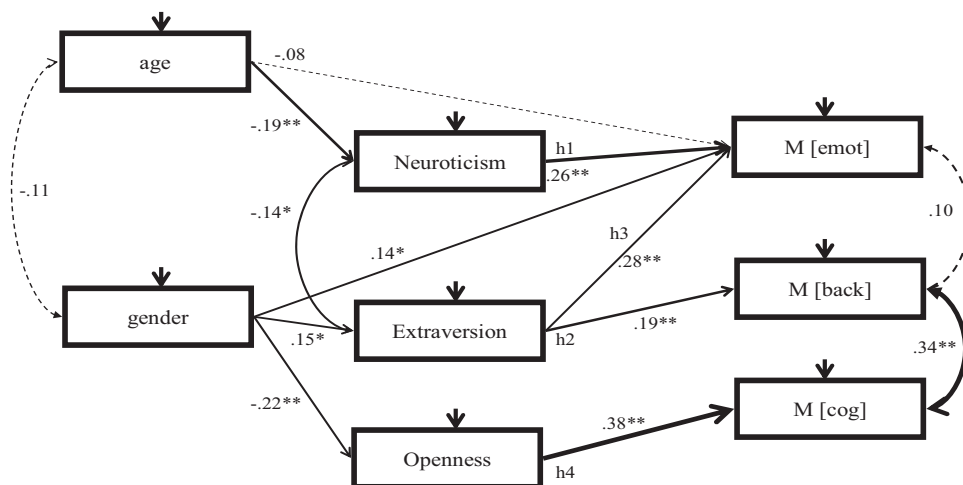 -.08
age
-.19**
Neuroticism
h1
.26**
M [emot]
-.11
-.14*
.14*
h3
.28**
.10
gender
.15*
Extraversion
h2
.19**
M [back]
.34**
-.22**
Openness
.38**
h4
M [cog]